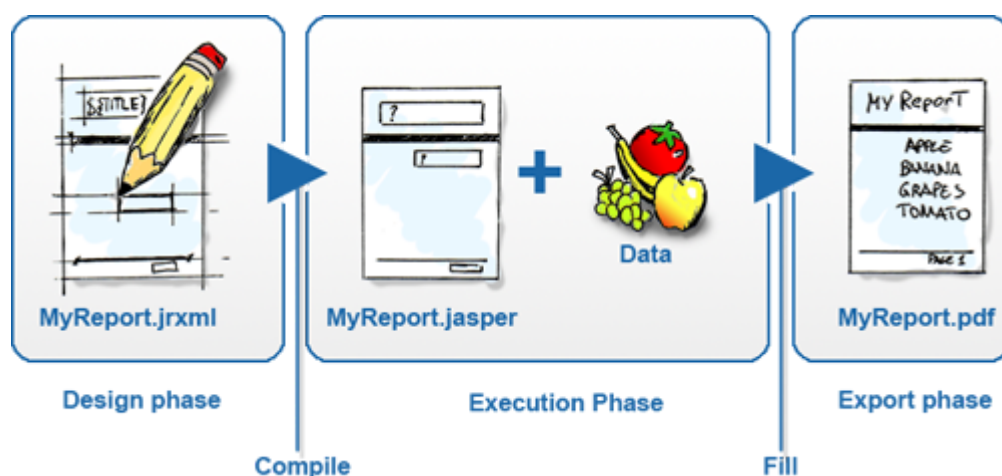 ${TITLE}
MyReport.jrxml
Design phase
Compile
?
MyReport.jasper
+
Data
Execution Phase
Fill
MY REPORT
APPLE
BANANA
GRAPES
TOMATO
PAGE 1
MyReport.pdf
Export phase